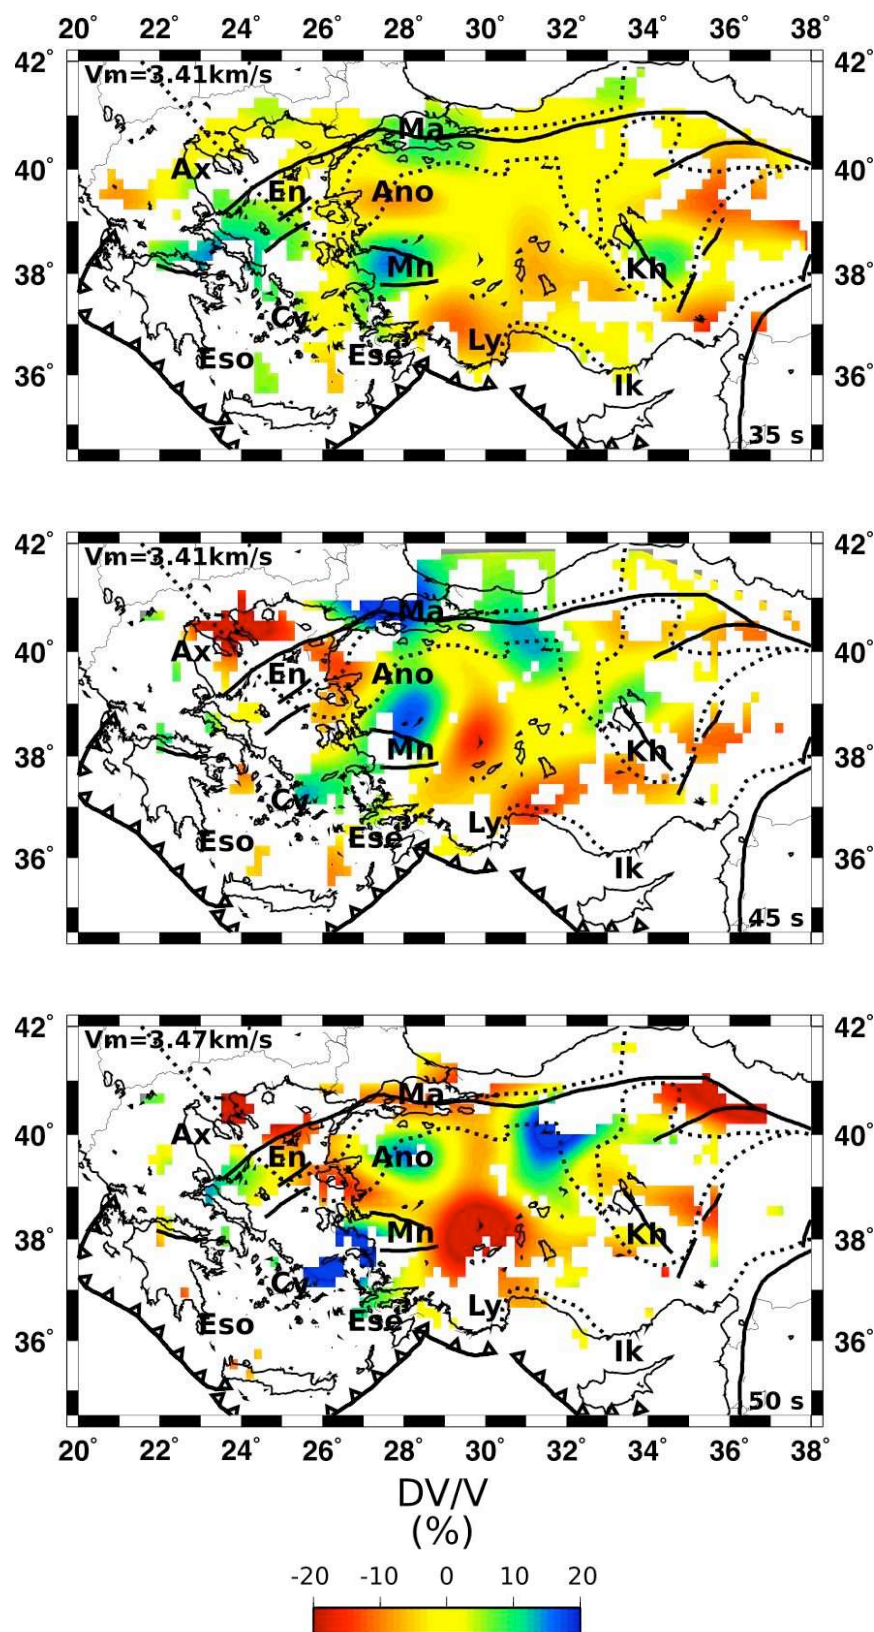 20° 22° 24° 26° 28° 30° 32° 34° 36° 38°
42° Vm=3.41km/s 42°
Ma
40° Ax En Ano 40°
38° Mn Kh 38°
Cy
Ly
Eso Ese
36° Ik 36°
35 s
42° 42°
Vm=3.41km/s
Ma
40° Ax 40°
En Ano
38° Mn Kh 38°
Cy
Ly
Eso Ese
36° Ik 36°
45 s
42° 42°
Vm=3.47km/s
Ma
40° Ax 40°
En Ano
38° Mn Kh 38°
Cy
Ly
Eso Ese
36° Ik 36°
50 s
20° 22° 24° 26° 28° 30° 32° 34° 36° 38°
DV/V
(%)
-20 -10 0 10 20